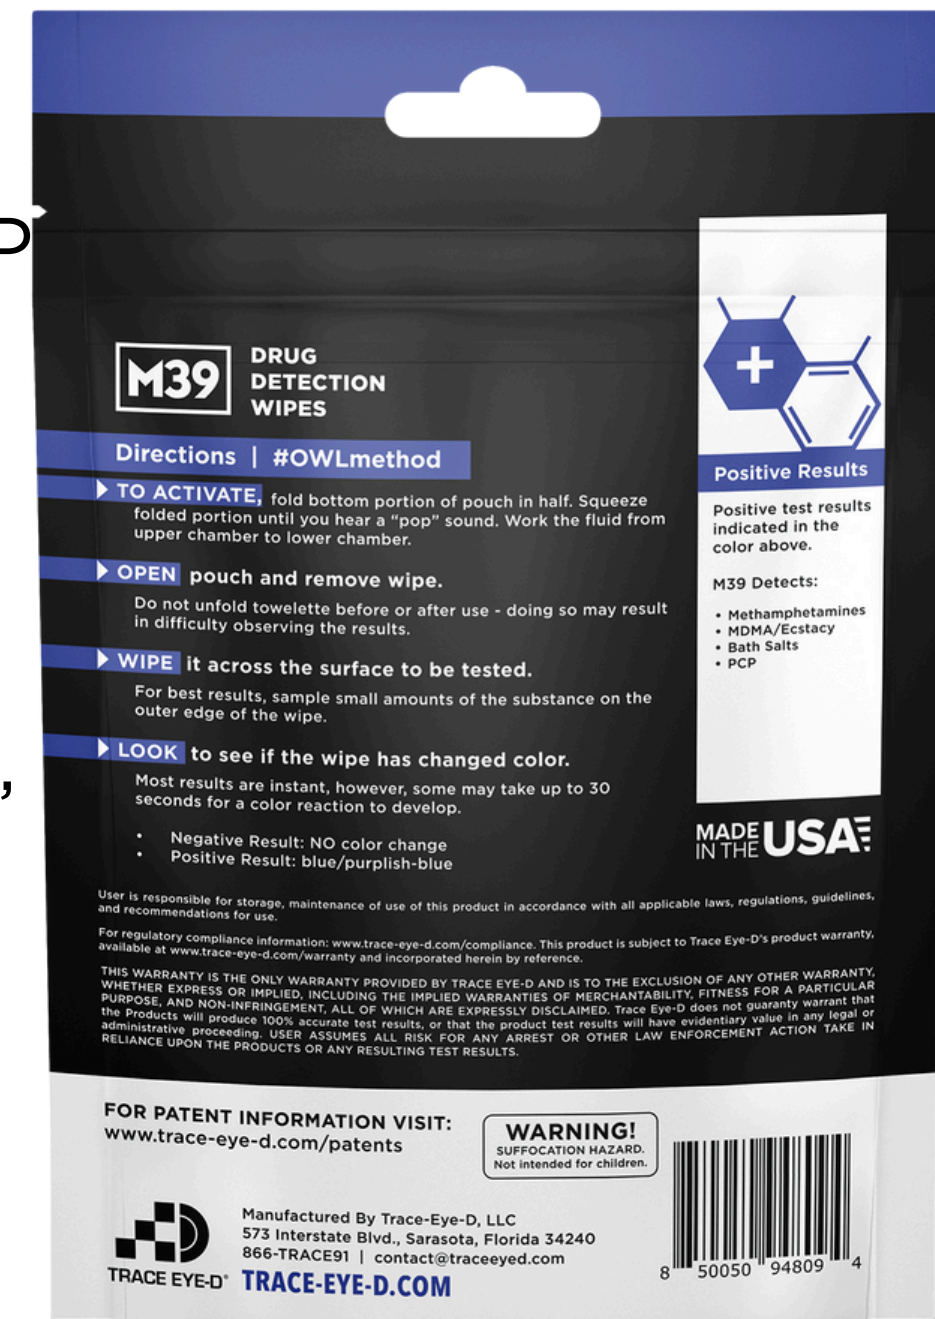 D
M39
DRUG
DETECTION
WIPES
Directions | #OWLmethod
TO ACTIVATE, fold bottom portion of pouch in half. Squeeze
folded portion until you hear a “pop” sound. Work the fluid from
upper chamber to lower chamber.
OPEN pouch and remove wipe.
Do not unfold towelette before or after use - doing so may result
in difficulty observing the results.
WIPE it across the surface to be tested.
For best results, sample small amounts of the substance on the
outer edge of the wipe.
LOOK to see if the wipe has changed color.
Most results are instant, however, some may take up to 30
seconds for a color reaction to develop.
• Negative Result: NO color change
• Positive Result: blue/purplish-blue
,
+
Positive Results
Positive test results
indicated in the
color above.
M39 Detects:
• Methamphetamines
• MDMA/Ecstacy
• Bath Salts
• PCP
MADE
IN THE USA
User is responsible for storage, maintenance of use of this product in accordance with all applicable laws, regulations, guidelines,
and recommendations for use.
For regulatory compliance information: www.trace-eye-d.com/compliance. This product is subject to Trace Eye-D's product warranty,
available at www.trace-eye-d.com/warranty and incorporated herein by reference.
THIS WARRANTY IS THE ONLY WARRANTY PROVIDED BY TRACE EYE-D AND IS TO THE EXCLUSION OF ANY OTHER WARRANTY,
WHETHER EXPRESS OR IMPLIED, INCLUDING THE IMPLIED WARRANTIES OF MERCHANTABILITY, FITNESS FOR A PARTICULAR
PURPOSE, AND NON-INFRINGEMENT, ALL OF WHICH ARE EXPRESSLY DISCLAIMED. Trace Eye-D does not guaranty warrant that
the Products will produce 100% accurate test results, or that the product test results will have evidentiary value in any legal or
administrative proceeding. USER ASSUMES ALL RISK FOR ANY ARREST OR OTHER LAW ENFORCEMENT ACTION TAKE IN
RELIANCE UPON THE PRODUCTS OR ANY RESULTING TEST RESULTS.
FOR PATENT INFORMATION VISIT:
www.trace-eye-d.com/patents
WARNING!
SUFFOCATION HAZARD.
Not intended for children.
TRACE EYE-D®
Manufactured By Trace-Eye-D, LLC
573 Interstate Blvd., Sarasota, Florida 34240
866-TRACE91 | contact@traceeyed.com
TRACE-EYE-D.COM
8 50050 94809 4